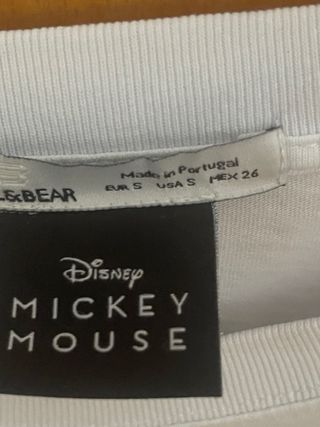 Made in Portugal
EUR S USA S MEX 26
L&BEAR
Disney
MICKEY
MOUSE